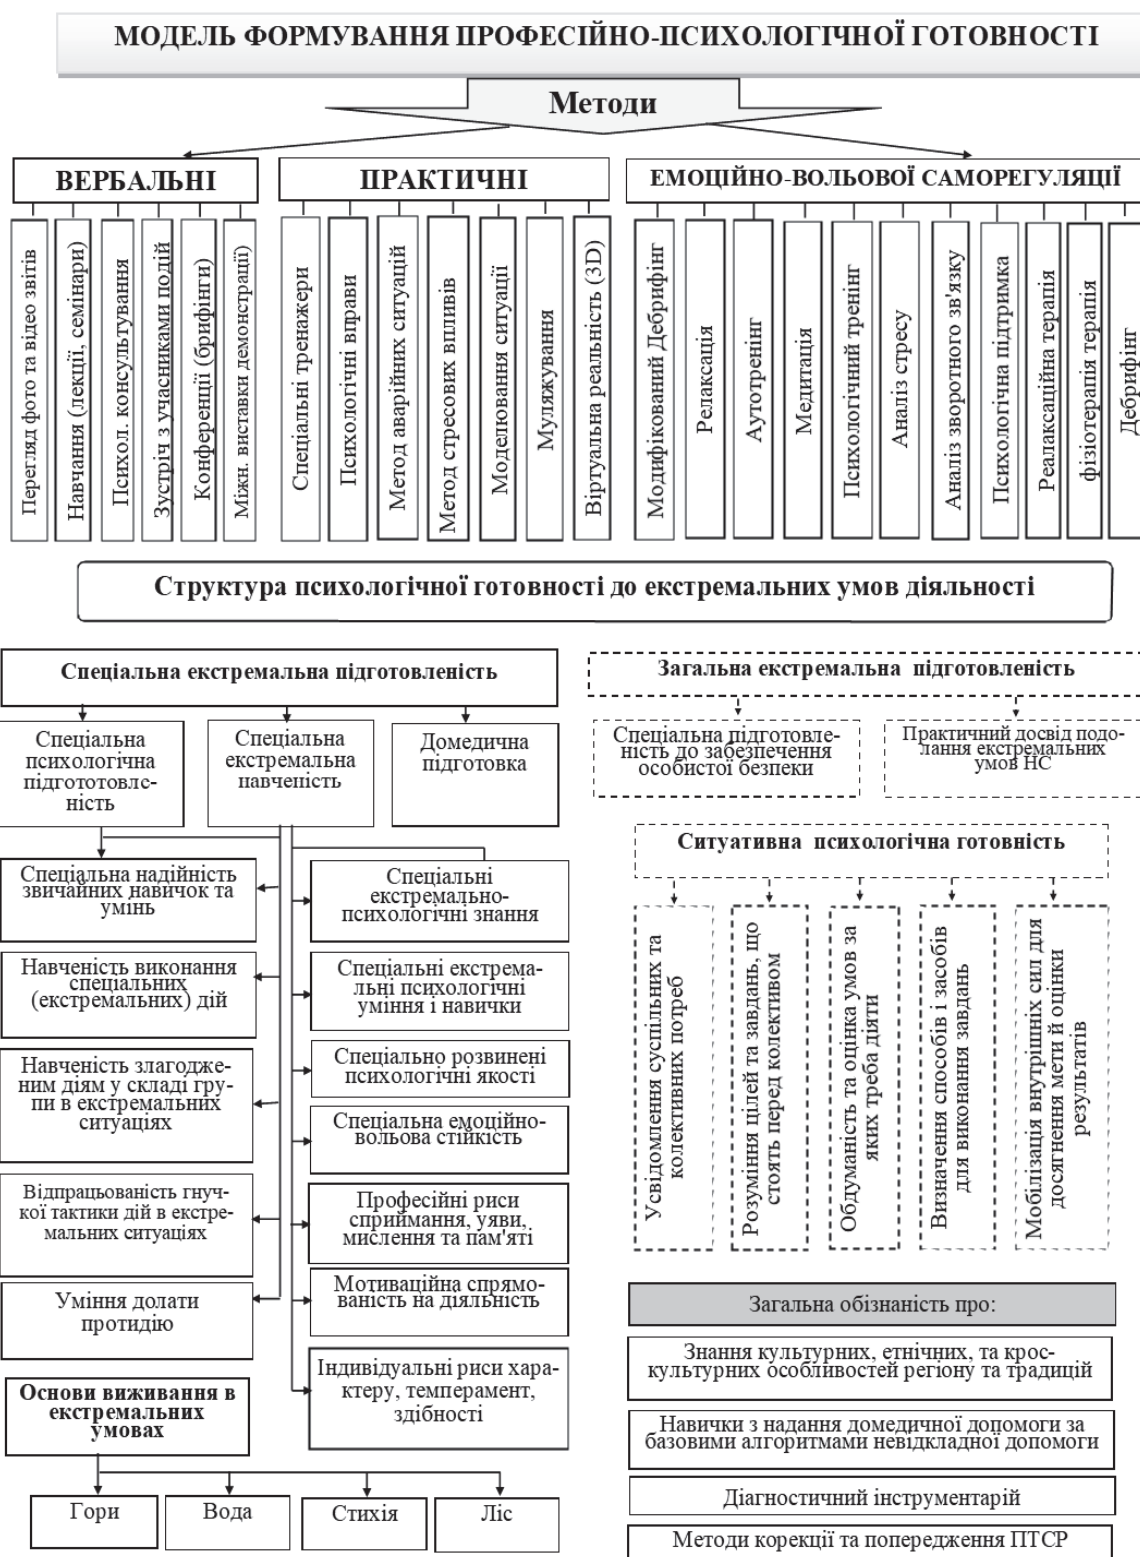 МОДЕЛЬ ФОРМУВАННЯ ПРОФЕСІЙНО-ПСИХОЛОГІЧНОЇ ГОТОВНОСТІ
Методи
ВЕРБАЛЬНІ
Перегляд фото та відео звітів
Навчання (лекції, семінари)
Психол. консультування
Зустріч з учасниками подій
Конференції (брифінги)
Міжн. виставки демонстрації)
ПРАКТИЧНІ
Спеціальні тренажери
Психологічні вправи
Метод аварійних ситуацій
Метод стресових впливів
Моделювання ситуації
Муляжування
Віртуальна реальність (3D)
ЕМОЦІЙНО-ВОЛЬОВОЇ САМОРЕГУЛЯЦІЇ
Модифікований Дебрифінг
Релаксація
Аутотренінг
Медитація
Психологічний тренінг
Аналіз стресу
Аналіз зворотного зв'язку
Психологічна підтримка
Реалаксаційна терапія
фізіотерапія терапія
Дебрифінг
Структура психологічної готовності до екстремальних умов діяльності
Спеціальна екстремальна підготовленість
Спеціальна
психологічна
підгототовле-
ність
Спеціальна
екстремальна
навченість
Домедична
підготовка
Спеціальна надійність
звичайних навичок та
умінь
Навченість виконання
спеціальних
(екстремальних) дій
Навченість злагодже-
ним діям у складі гру-
пи в екстремальних
ситуаціях
Відпрацьованість гнуч-
кої тактики дій в екстре-
мальних ситуаціях
Уміння долати
протидію
Спеціальні
екстремально-
психологічні знання
Спеціальні екстрема-
льні психологічні
уміння і навички
Спеціально розвинені
психологічні якості
Спеціальна емоційно-
вольова стійкість
Професійні риси
сприймання, уяви,
мислення та пам'яті
Мотиваційна спрямо-
ваність на діяльність
Індивідуальні риси хара-
ктеру, темперамент,
здібності
Основи виживання в
екстремальних
умовах
Гори
Вода
Стихія
Ліс
Загальна екстремальна підготовленість
Спеціальна підготовле-
ність до забезпечення
особистої безпеки
Практичний досвід подо-
лання екстремальних
умов НС
Ситуативна психологічна готовність
Усвідомлення суспільних та
колективних потреб
Розуміння цілей та завдань, що
стоять перед колективом
Обдуманість та оцінка умов за
яких треба діяти
Визначення способів і засобів
для виконання завдань
Мобілізація внутрішніх сил для
досягнення мети й оцінки
результатів
Загальна обізнаність про:
Знання культурних, етнічних, та крос-
культурних особливостей регіону та традицій
Навички з надання домедичної допомоги за
базовими алгоритмами невідкладної допомоги
Діагностичний інструментарій
Методи корекції та попередження ПТСР